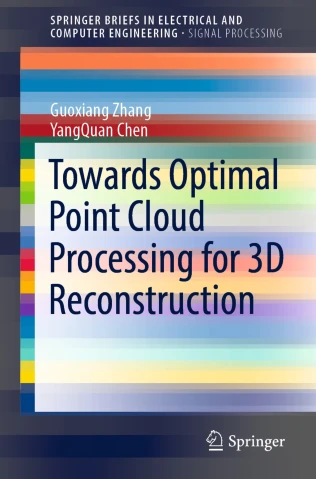 SPRINGER BRIEFS IN ELECTRICAL AND
COMPUTER ENGINEERING · SIGNAL PROCESSING
Guoxiang Zhang
YangQuan Chen
Towards Optimal
Point Cloud
Processing for 3D
Reconstruction
Springer